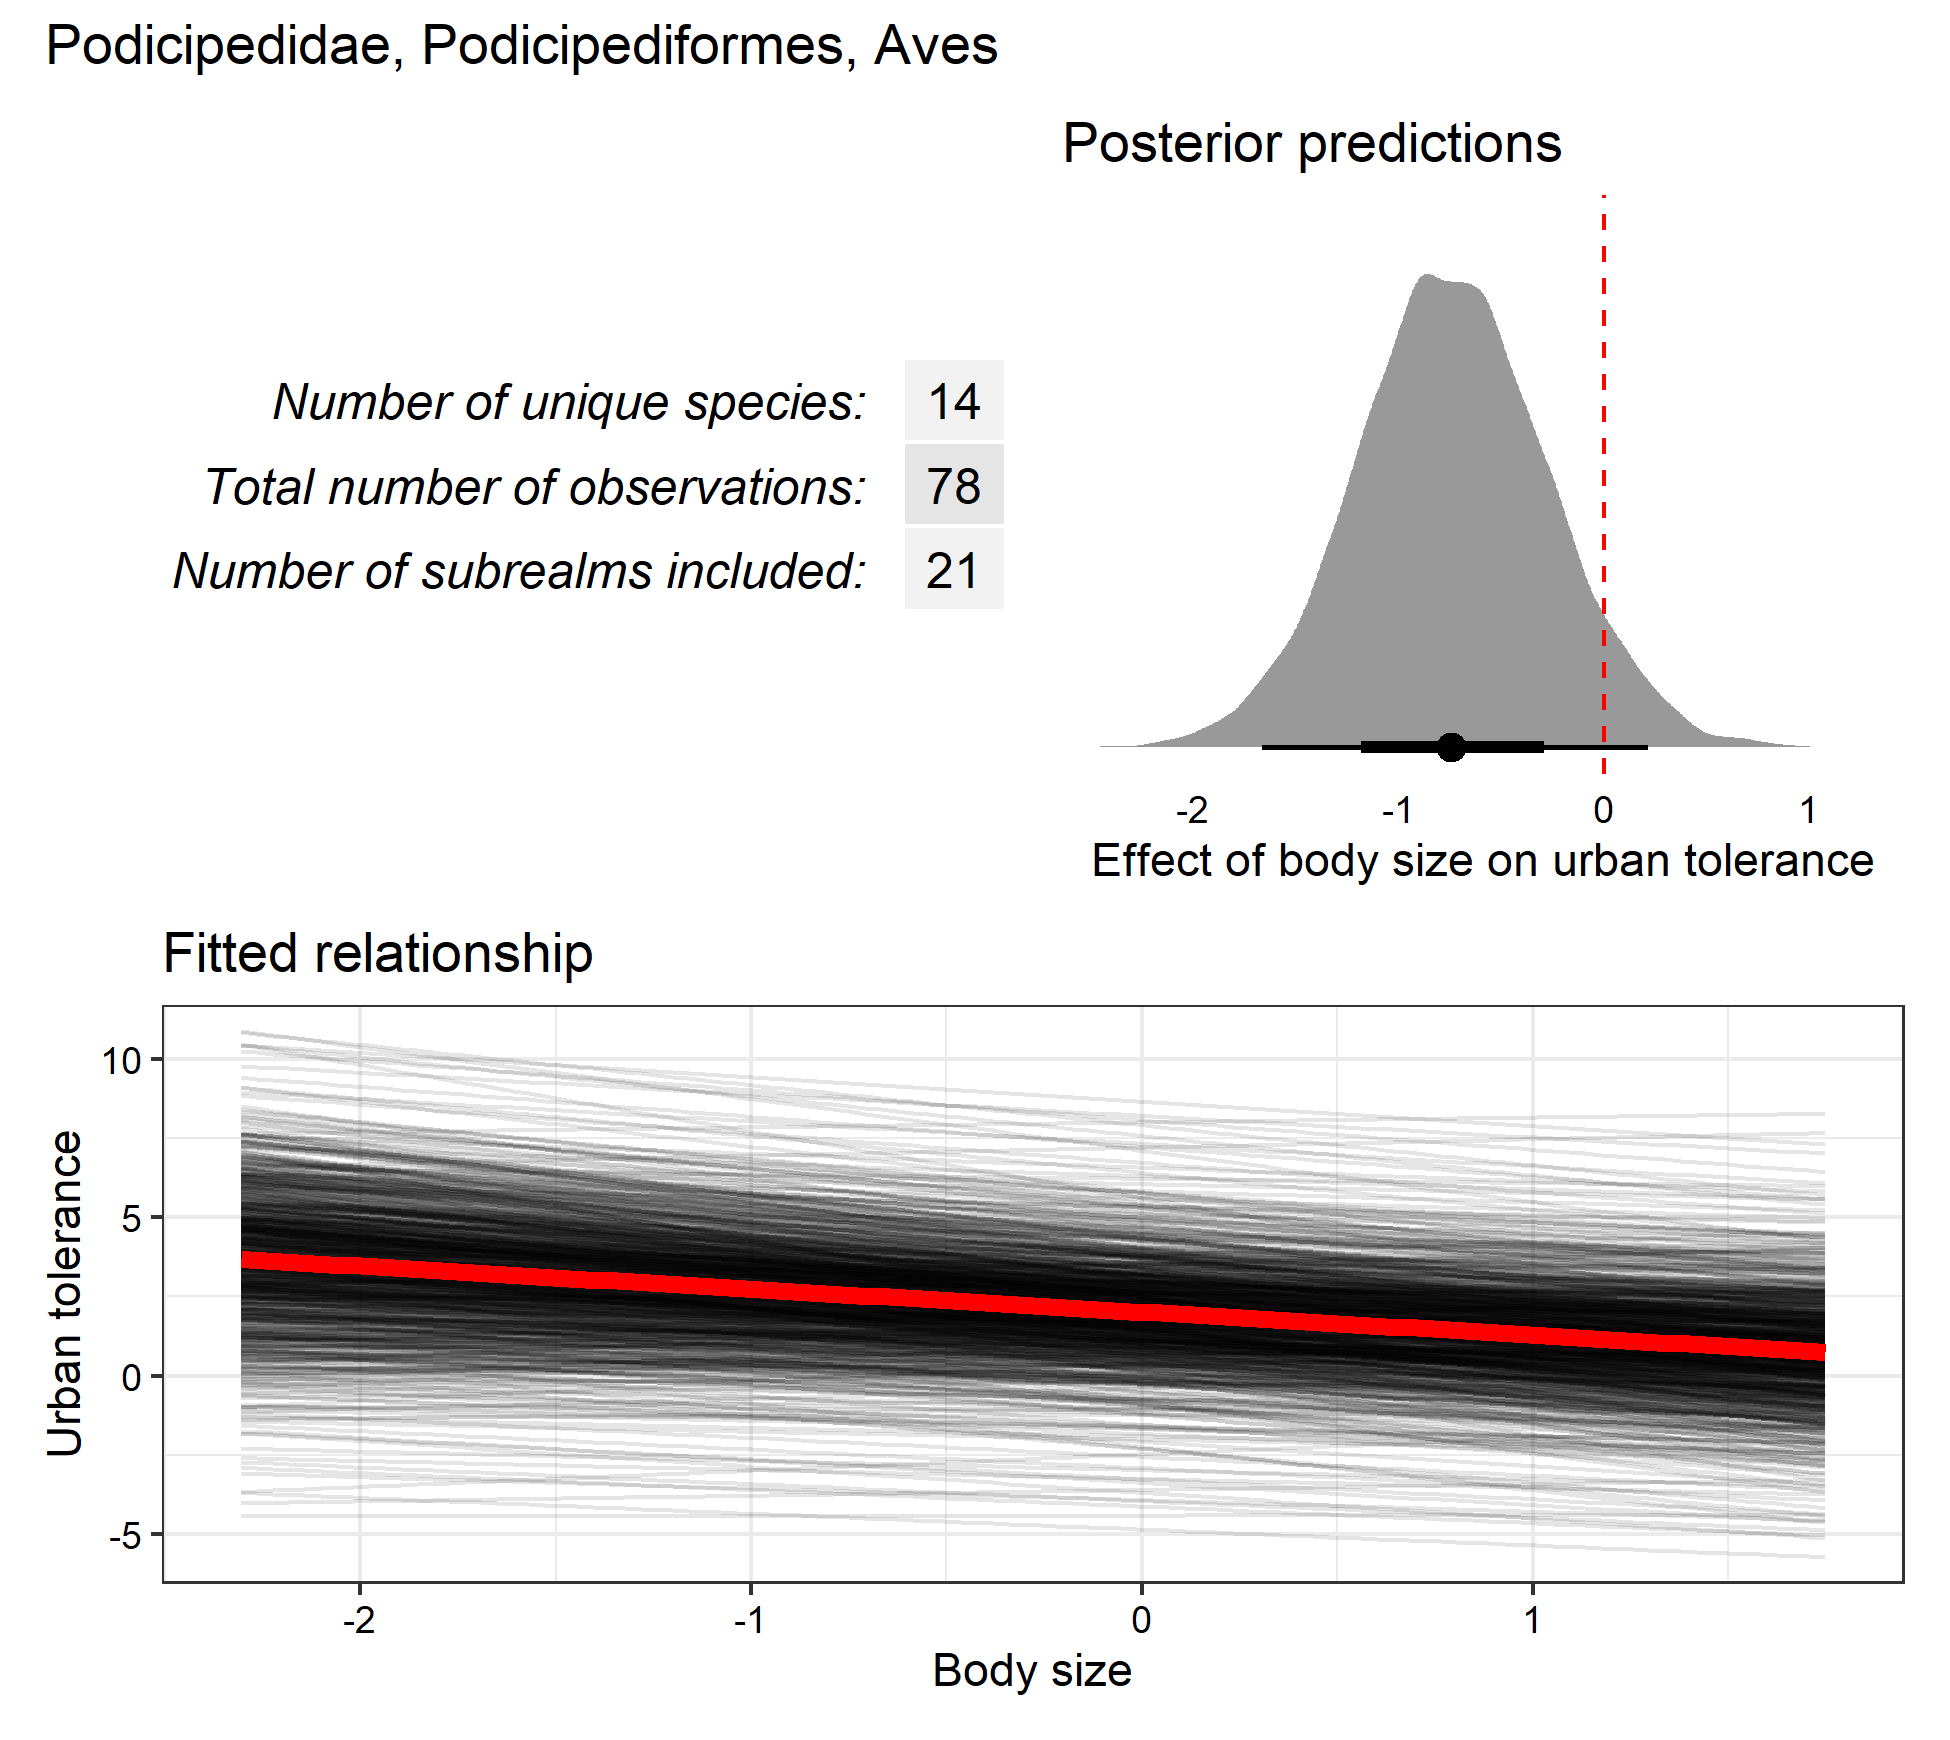 Podicipedidae, Podicipediformes, Aves
Posterior predictions
Number of unique species: 14
Total number of observations: 78
Number of subrealms included: 21
-2 -1 0 1
Effect of body size on urban tolerance
Fitted relationship
10
5
0
-5
Urban tolerance
-2 -1 0 1
Body size